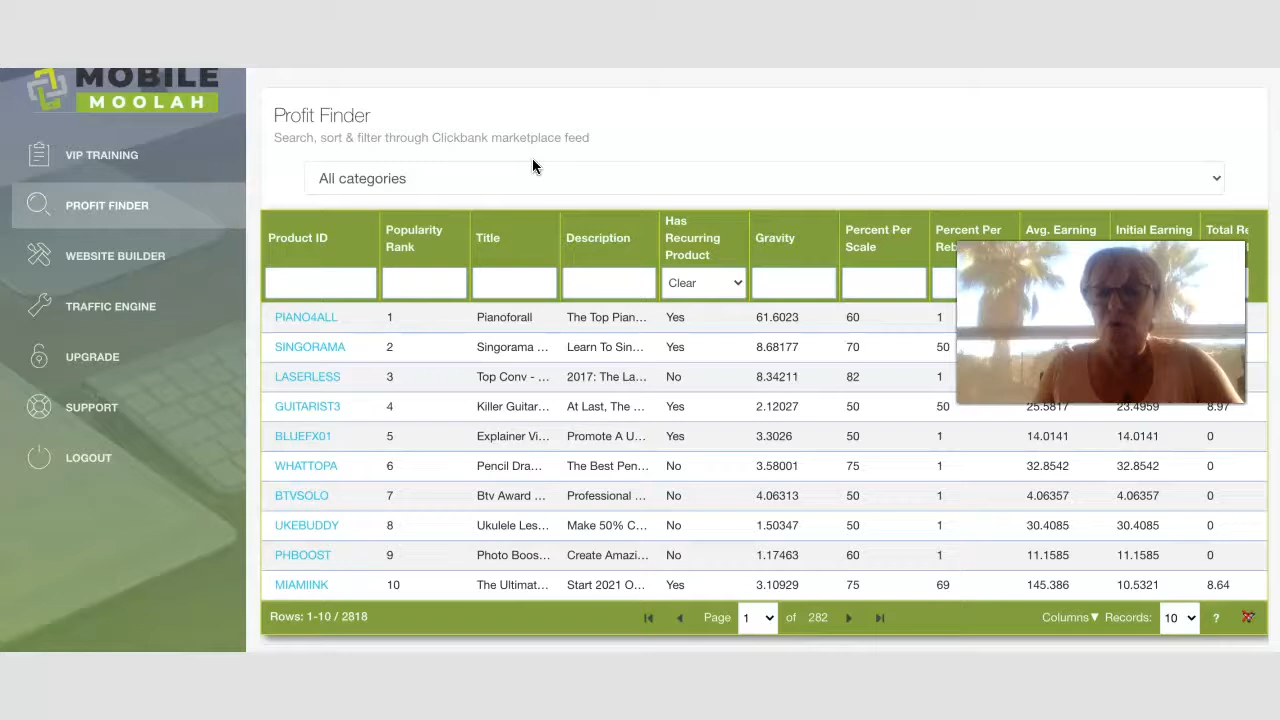 MOBILE
MOOLAH
VIP TRAINING
PROFIT FINDER
WEBSITE BUILDER
TRAFFIC ENGINE
UPGRADE
SUPPORT
LOGOUT
Profit Finder
Search, sort & filter through Clickbank marketplace feed
All categories
Product ID Popularity Rank Title Description Has Recurring Product Gravity Percent Per Scale Percent Per Avg. Earning Initial Earning Total
Clear
PIANO4ALL 1 Pianoforall The Top Pian... Yes 61.6023 60 1
SINGORAMA 2 Singorama ... Learn To Sin... Yes 8.68177 70 50
LASERLESS 3 Top Conv - ... 2017: The La... No 8.34211 82 1
GUITARIST3 4 Killer Guitar... At Last, The ... Yes 2.12027 50 50 25.5817 23.4959 8.97
BLUEFX01 5 Explainer Vi... Promote A U... Yes 3.3026 50 1 14.0141 14.0141 0
WHATTOPA 6 Pencil Dra... The Best Pen... No 3.58001 75 1 32.8542 32.8542 0
BTVSOLO 7 Btv Award ... Professional ... No 4.06313 50 1 4.06357 4.06357 0
UKEBUDDY 8 Ukulele Les... Make 50% C... No 1.50347 50 1 30.4085 30.4085 0
PHBOOST 9 Photo Boos... Create Amazi... No 1.17463 60 1 11.1585 11.1585 0
MIAMIINK 10 The Ultimat... Start 2021 O... Yes 3.10929 75 69 145.386 10.5321 8.64
Rows: 1-10 / 2818 Page 1 of 282 Columns▼ Records: 10 ?